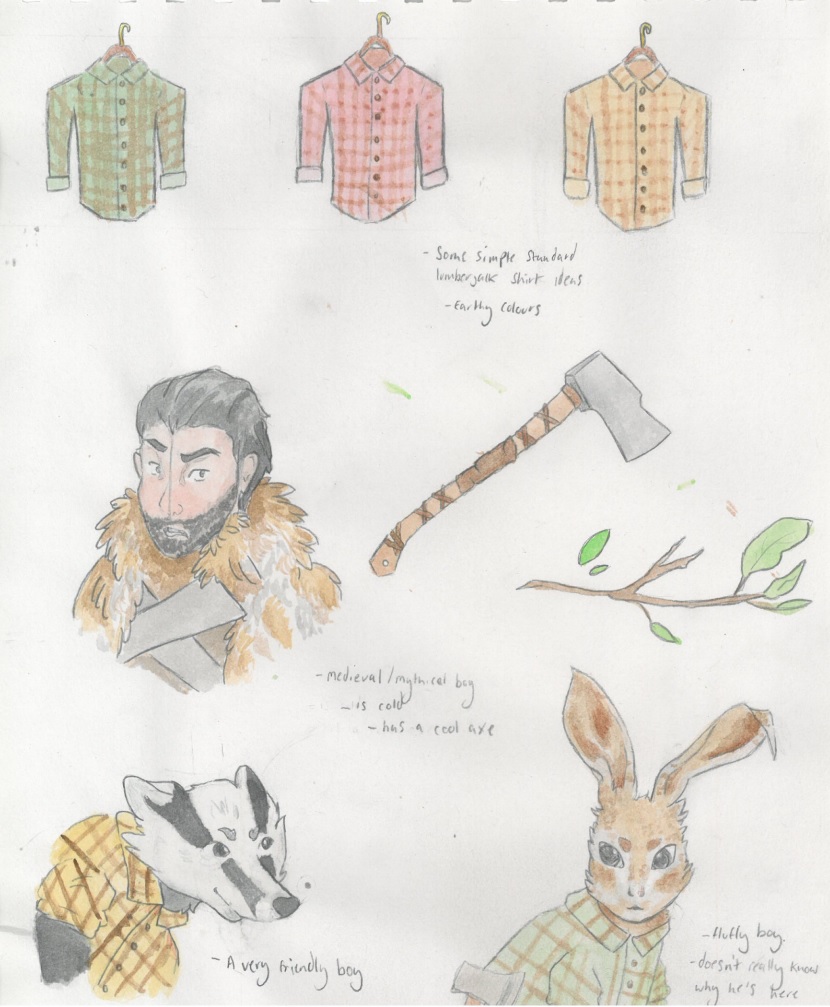 - Some simple standard
lumberjack shirt ideas
- Earthy colours
- medieval/mythical boy
- is cold
- has a cool axe
- A very friendly boy
- fluffy boy.
- doesn't really know
why he's here